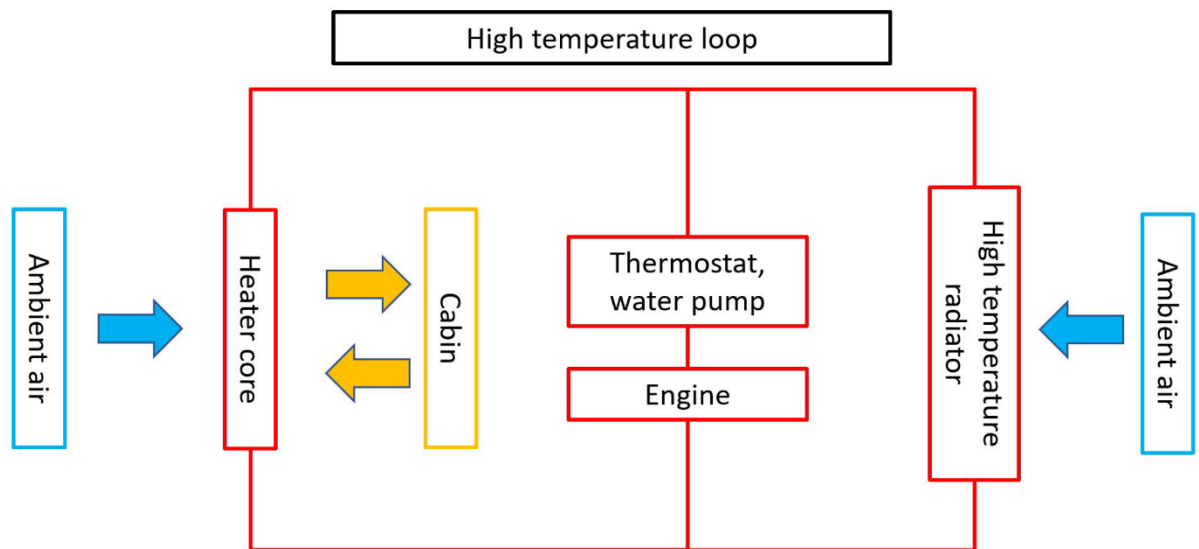 High temperature loop
Ambient air
Heater core
Cabin
Thermostat,
water pump
Engine
High temperature
radiator
Ambient air